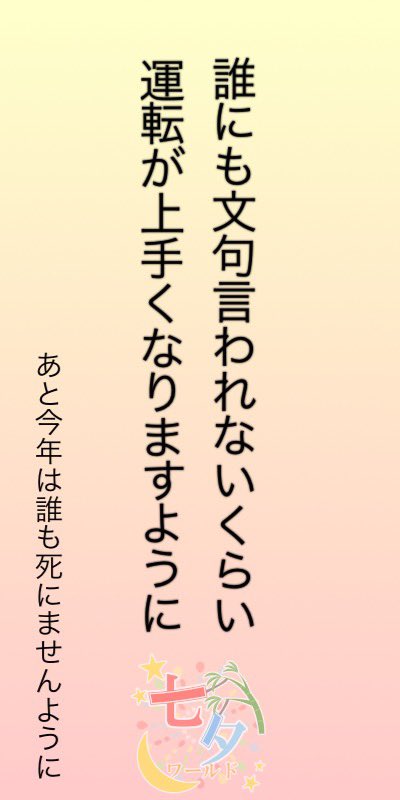 誰にも文句言われないくらい
運転が上手くなりますように
あと今年は誰も死にませんように
七夕
ワールド